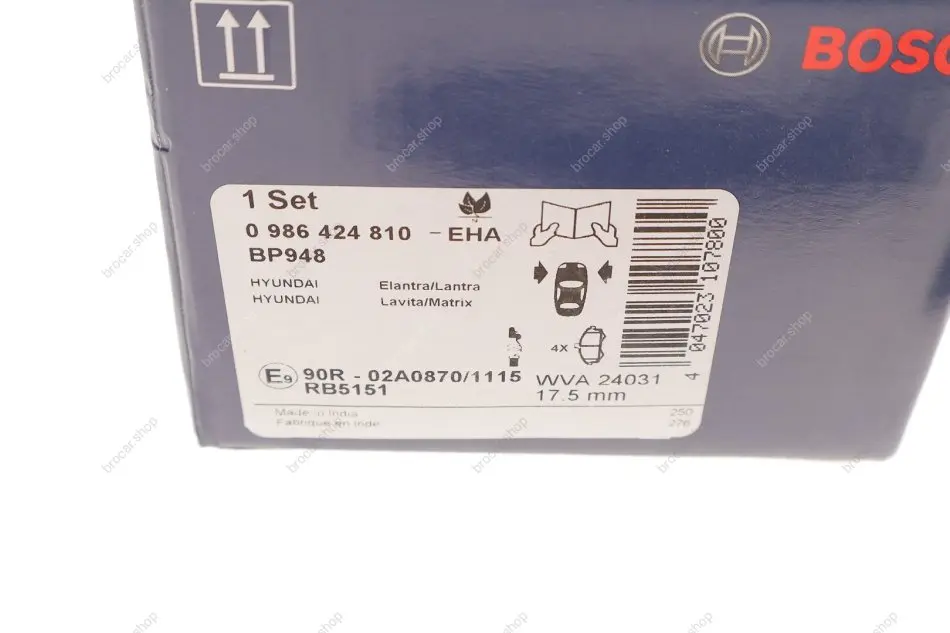 BOSC
1 Set
0 986 424 810 - EHA
BP948
HYUNDAI Elantra/Lantra
HYUNDAI Lavita/Matrix
4X
E9 90R - 02A0870/1115 WVA 24031
RB5151 17.5 mm
Made in India 250
Fabriqué en Inde 276
4 047023 107800
brocar.shop